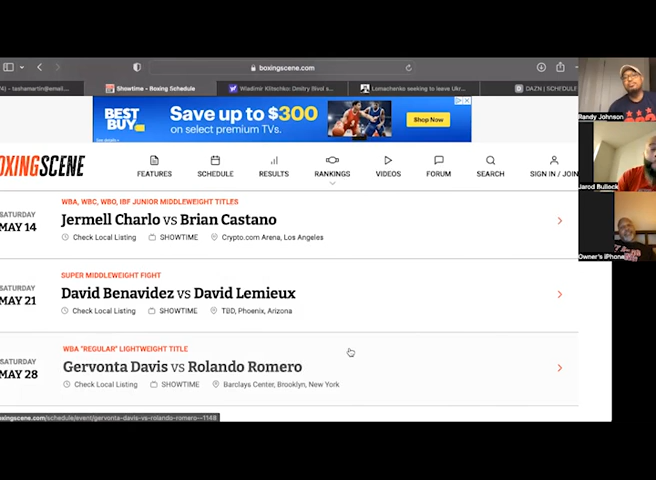 4) — tashamartin@email...
Showtime - Boxing Schedule
Wladimir Klitschko: Dmitry Bivol s...
Lomachenko seeking to leave Ukr...
DAZN | SCHEDULE
boxingscene.com
BEST BUY
Save up to $300
on select premium TVs.
Shop Now
OXINGSCENE
FEATURES
SCHEDULE
RESULTS
RANKINGS
VIDEOS
FORUM
SEARCH
SIGN IN / JOIN
SATURDAY
MAY 14
WBA, WBC, WBO, IBF JUNIOR MIDDLEWEIGHT TITLES
Jermell Charlo vs Brian Castano
Check Local Listing SHOWTIME Crypto.com Arena, Los Angeles
SATURDAY
MAY 21
SUPER MIDDLEWEIGHT FIGHT
David Benavidez vs David Lemieux
Check Local Listing SHOWTIME TBD, Phoenix, Arizona
SATURDAY
MAY 28
WBA "REGULAR" LIGHTWEIGHT TITLE
Gervonta Davis vs Rolando Romero
Check Local Listing SHOWTIME Barclays Center, Brooklyn, New York
oxingscene.com/schedule/event/gervonta-davis-vs-rolando-romero--1148
Randy Johnson
Jarod Bullock
Owner's iPhone